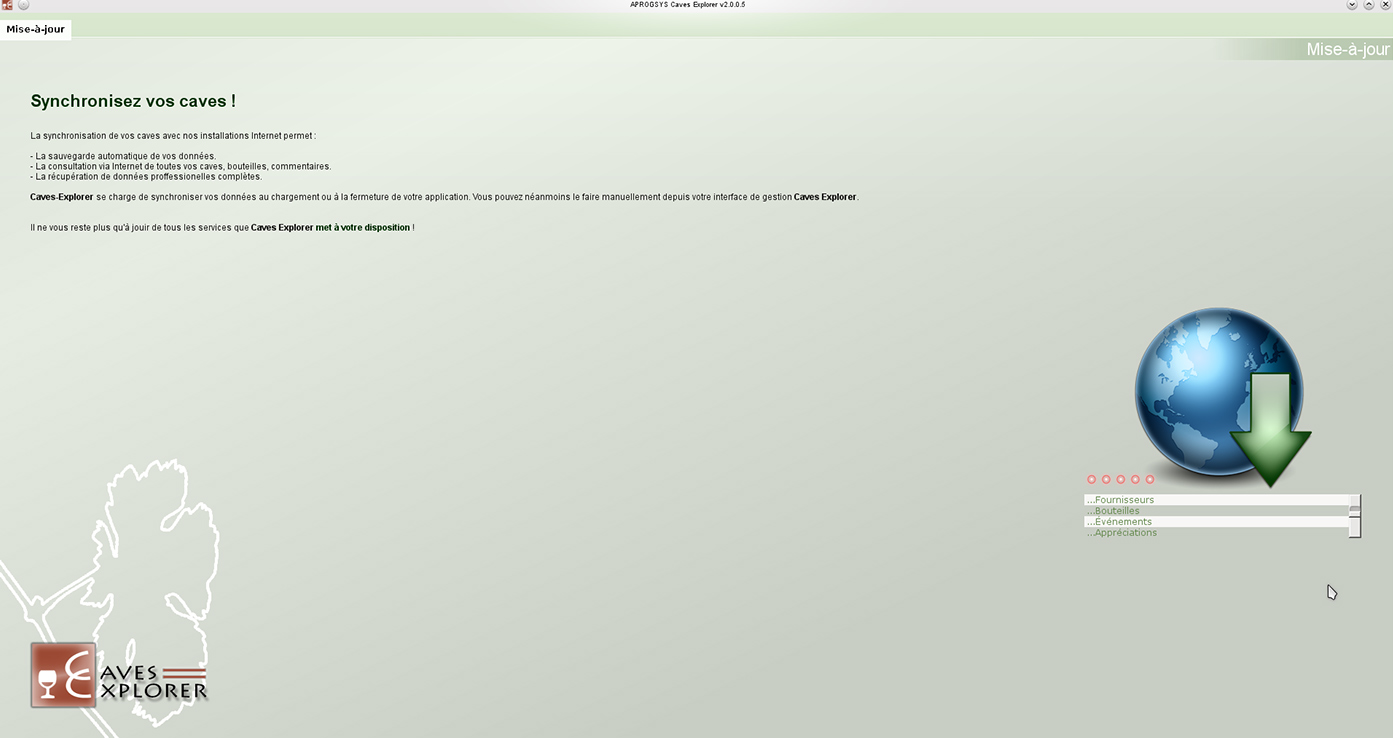 APROGSYS Caves Explorer v2.0.0.5
Mise-à-jour
Mise-à-jour
Synchronisez vos caves !
La synchronisation de vos caves avec nos installations Internet permet :
- La sauvegarde automatique de vos données.
- La consultation via Internet de toutes vos caves, bouteilles, commentaires.
- La récupération de données proffessionelles complètes.
Caves-Explorer se charge de synchroniser vos données au chargement ou à la fermeture de votre application. Vous pouvez néanmoins le faire manuellement depuis votre interface de gestion Caves Explorer.
Il ne vous reste plus qu'à jouir de tous les services que Caves Explorer met à votre disposition !
...Fournisseurs
...Bouteilles
...Événements
...Appréciations
CAVES
EXPLORER